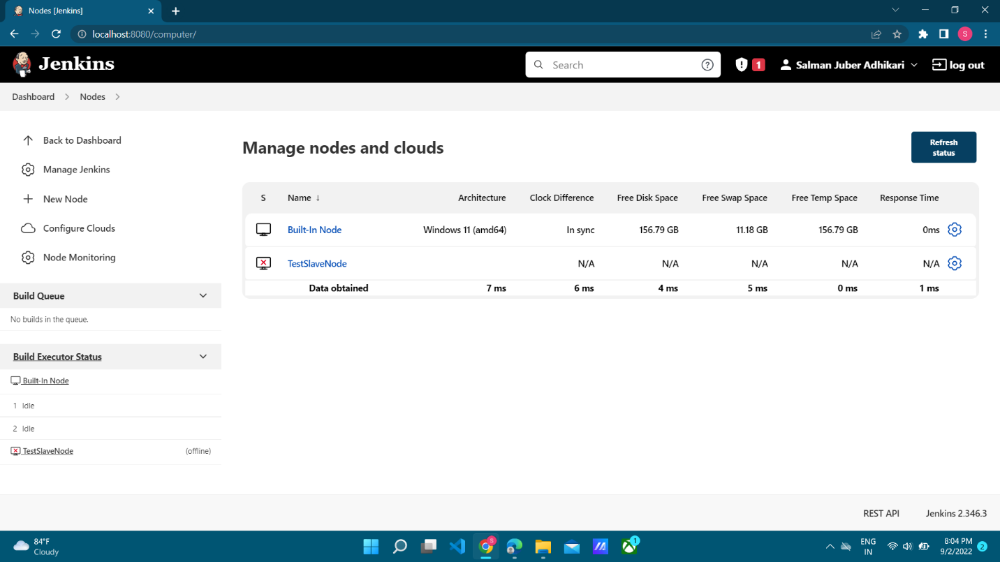 Nodes [Jenkins]
localhost:8080/computer/
S
Jenkins
Search
1
Salman Juber Adhikari
log out
Dashboard
Nodes
Back to Dashboard
Manage Jenkins
New Node
Configure Clouds
Node Monitoring
Build Queue
No builds in the queue.
Build Executor Status
Built-In Node
1 Idle
2 Idle
TestSlaveNode (offline)
Manage nodes and clouds
Refresh
status
S Name ↓ Architecture Clock Difference Free Disk Space Free Swap Space Free Temp Space Response Time
Built-In Node Windows 11 (amd64) In sync 156.79 GB 11.18 GB 156.79 GB 0ms
TestSlaveNode N/A N/A N/A N/A N/A
Data obtained 7 ms 6 ms 4 ms 5 ms 0 ms 1 ms
REST API Jenkins 2.346.3
84°F
Cloudy
S
1
ENG
IN
8:04 PM
9/2/2022
2